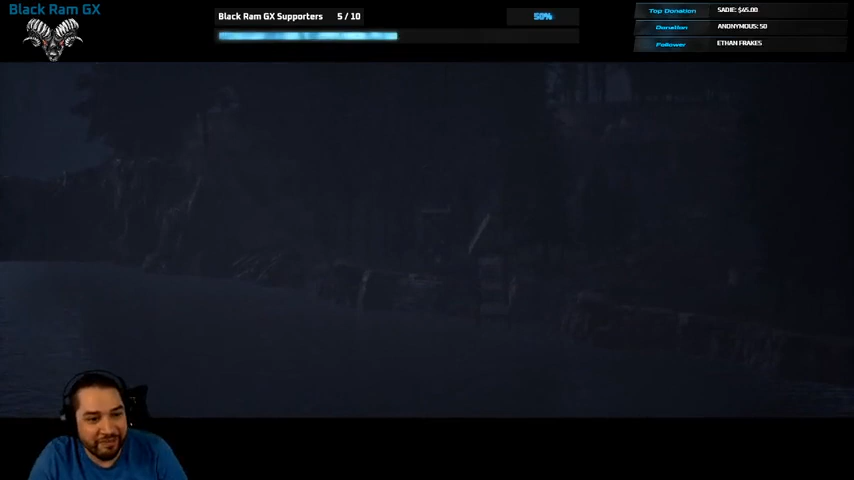 Black Ram GX
Black Ram GX Supporters 5 / 10
50%
Top Donation SADIE: $65.00
Donation ANONYMOUS: 50
Follower ETHAN FRAKES